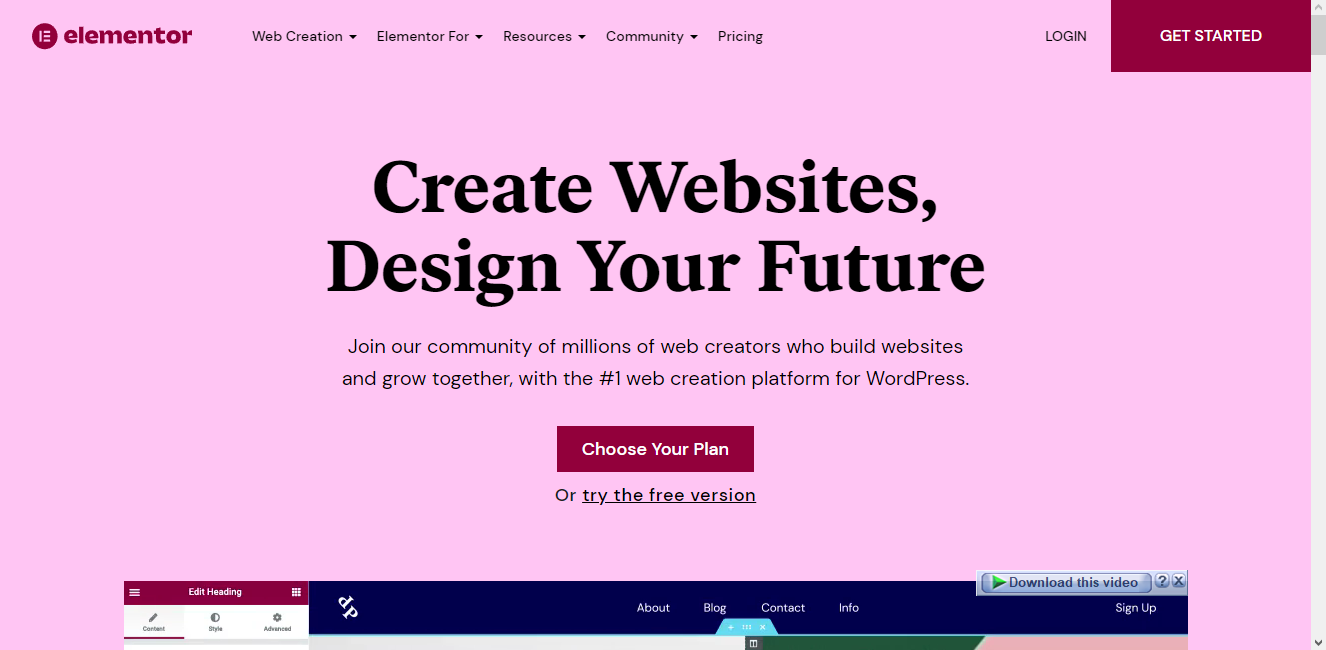 elementor
Web Creation
Elementor For
Resources
Community
Pricing
LOGIN
GET STARTED
Create Websites,
Design Your Future
Join our community of millions of web creators who build websites
and grow together, with the #1 web creation platform for WordPress.
Choose Your Plan
Or try the free version
Download this video
Edit Heading
Content
Style
Advanced
About
Blog
Contact
Info
Sign Up